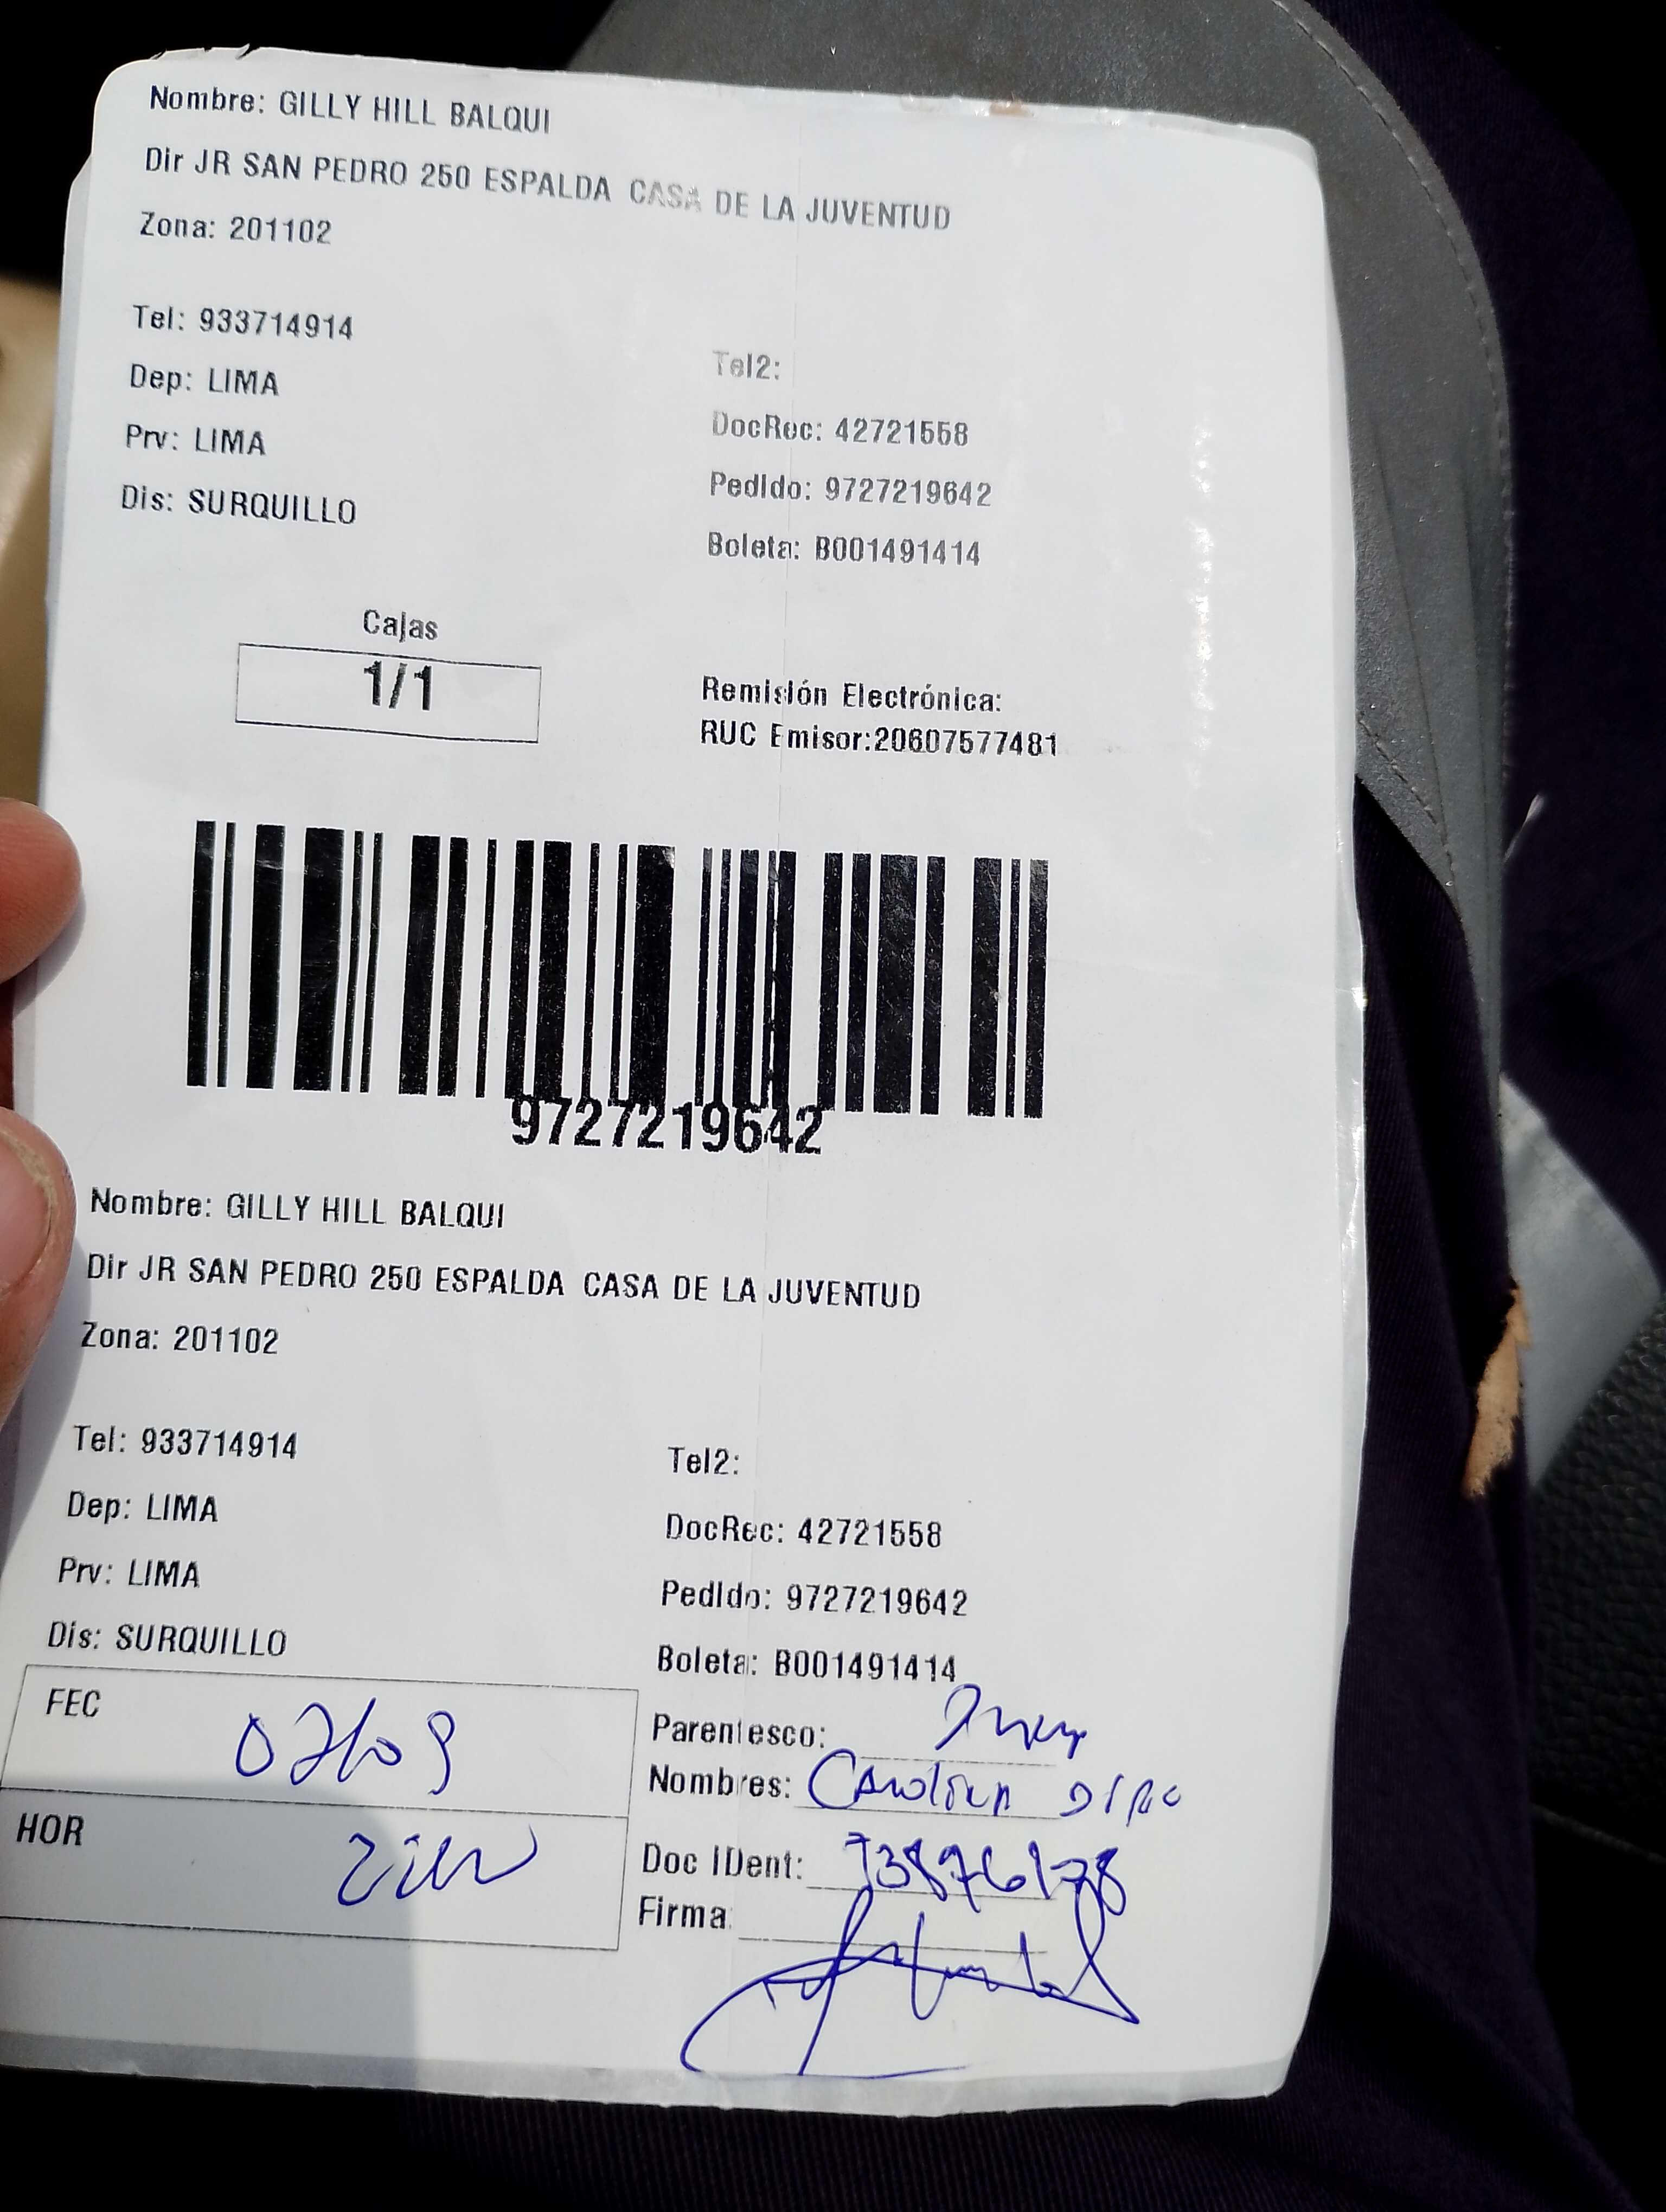 Nombre: GILLY HILL BALQUI
Dir JR SAN PEDRO 250 ESPALDA CASA DE LA JUVENTUD
Zona: 201102
Tel: 933714914
Tel2:
Dep: LIMA
DocRec: 42721558
Prv: LIMA
Pedido: 9727219642
Dis: SURQUILLO
Boleta: B001491414
Cajas
1/1
Remisión Electrónica:
RUC Emisor:20607577481
9727219642
Nombre: GILLY HILL BALQUI
Dir JR SAN PEDRO 250 ESPALDA CASA DE LA JUVENTUD
Zona: 201102
Tel: 933714914
Tel2:
Dep: LIMA
DocRec: 42721558
Prv: LIMA
Pedido: 9727219642
Dis: SURQUILLO
Boleta: B001491414
FEC
Parentesco:
Nombres: Carolina
HOR
Doc IDent: 73876178
Firma: